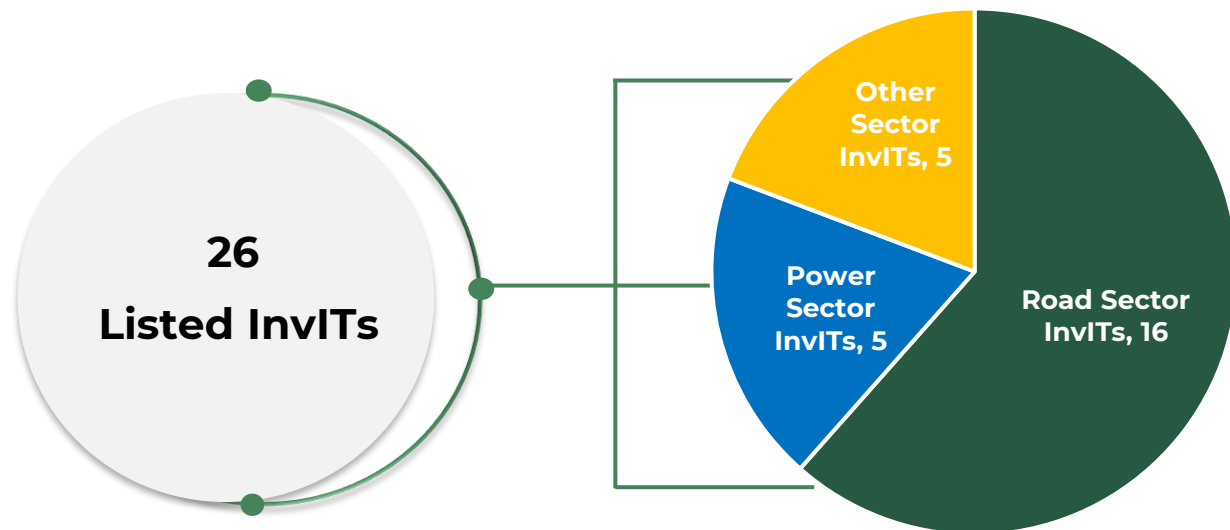 26
Listed InvITs
Other
Sector
InvITs, 5
Power
Sector
InvITs, 5
Road Sector
InvITs, 16